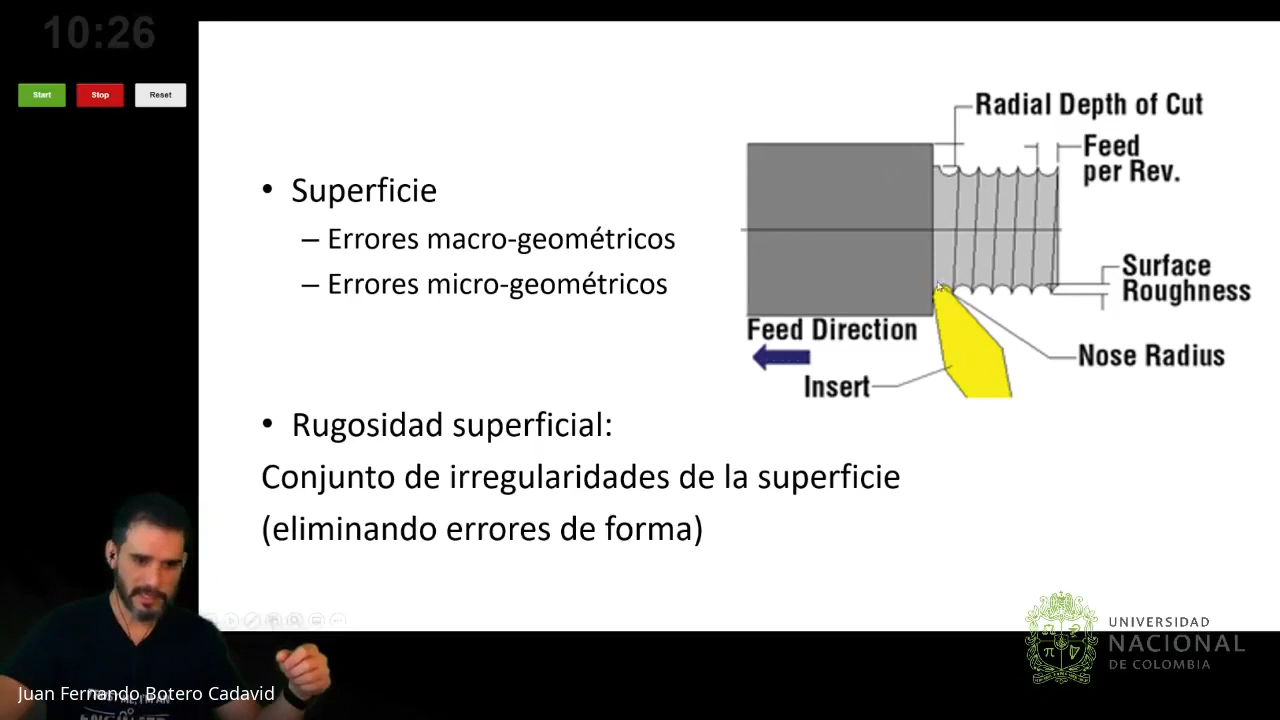 10:26
Start
Stop
Reset
• Superficie
– Errores macro-geométricos
– Errores micro-geométricos
Radial Depth of Cut
Feed
per Rev.
Surface
Roughness
Feed Direction
Nose Radius
Insert
• Rugosidad superficial:
Conjunto de irregularidades de la superficie
(eliminando errores de forma)
UNIVERSIDAD
NACIONAL
DE COLOMBIA
Juan Fernando Botero Cadavid